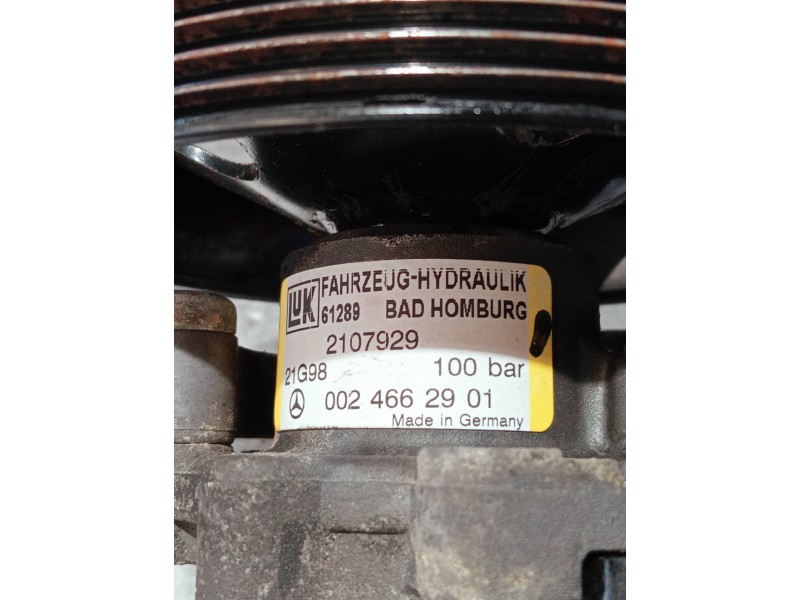 LUK FAHRZEUG-HYDRAULIK
61289 BAD HOMBURG
2107929
21G98 100 bar
002 466 29 01
Made in Germany